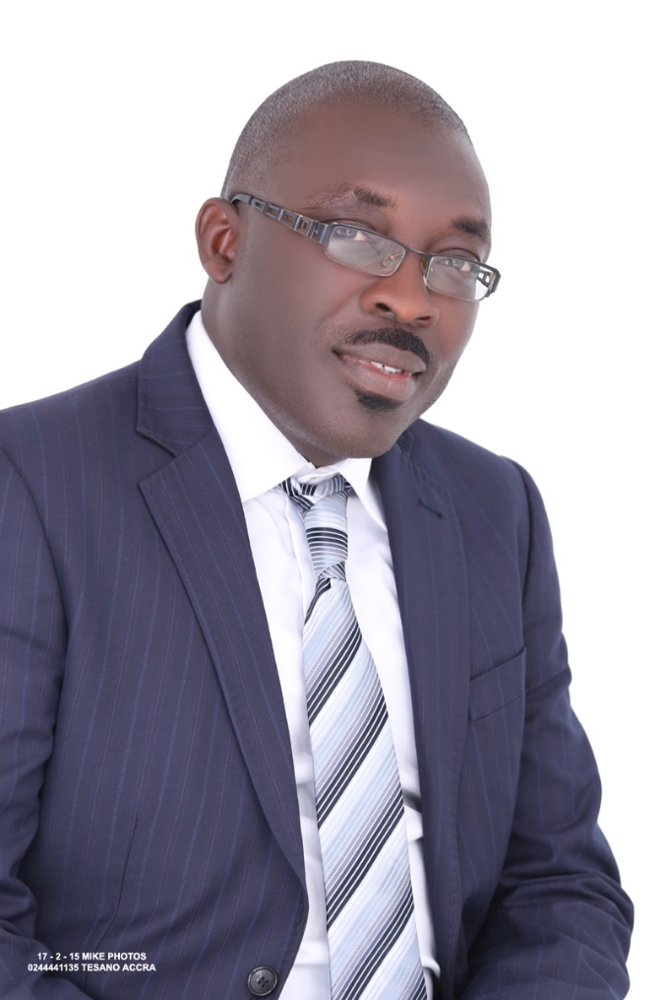 17 - 2 - 15 MIKE PHOTOS
0244441135 TESANO ACCRA